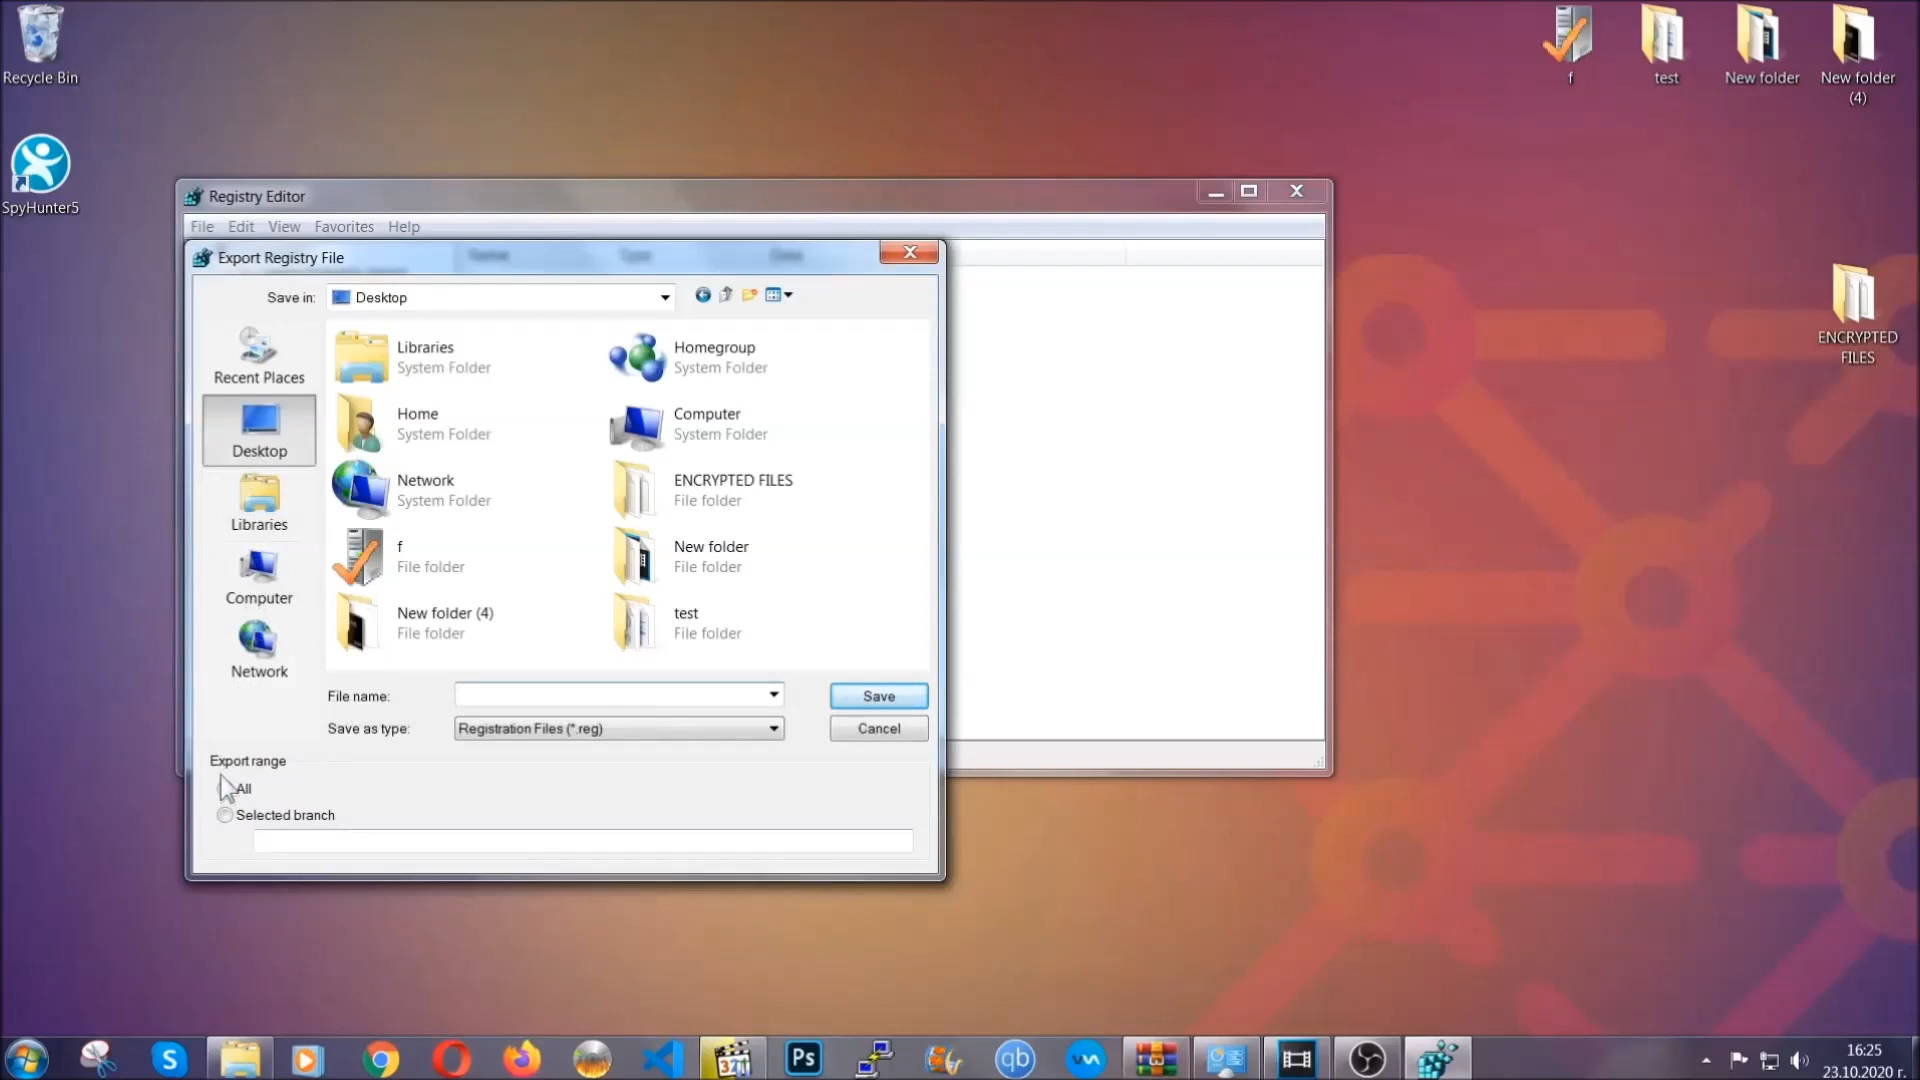 Recycle Bin
SpyHunter5
f
test
New folder
New folder
(4)
ENCRYPTED
FILES
Registry Editor
File Edit View Favorites Help
Export Registry File
Save in:
Desktop
Recent Places
Desktop
Libraries
Computer
Network
Libraries
System Folder
Homegroup
System Folder
Home
System Folder
Computer
System Folder
Network
System Folder
ENCRYPTED FILES
File folder
f
File folder
New folder
File folder
New folder (4)
File folder
test
File folder
File name:
Save
Save as type:
Registration Files (*.reg)
Cancel
Export range
All
Selected branch
S
321
Ps
qb
16:25
23.10.2020 г.